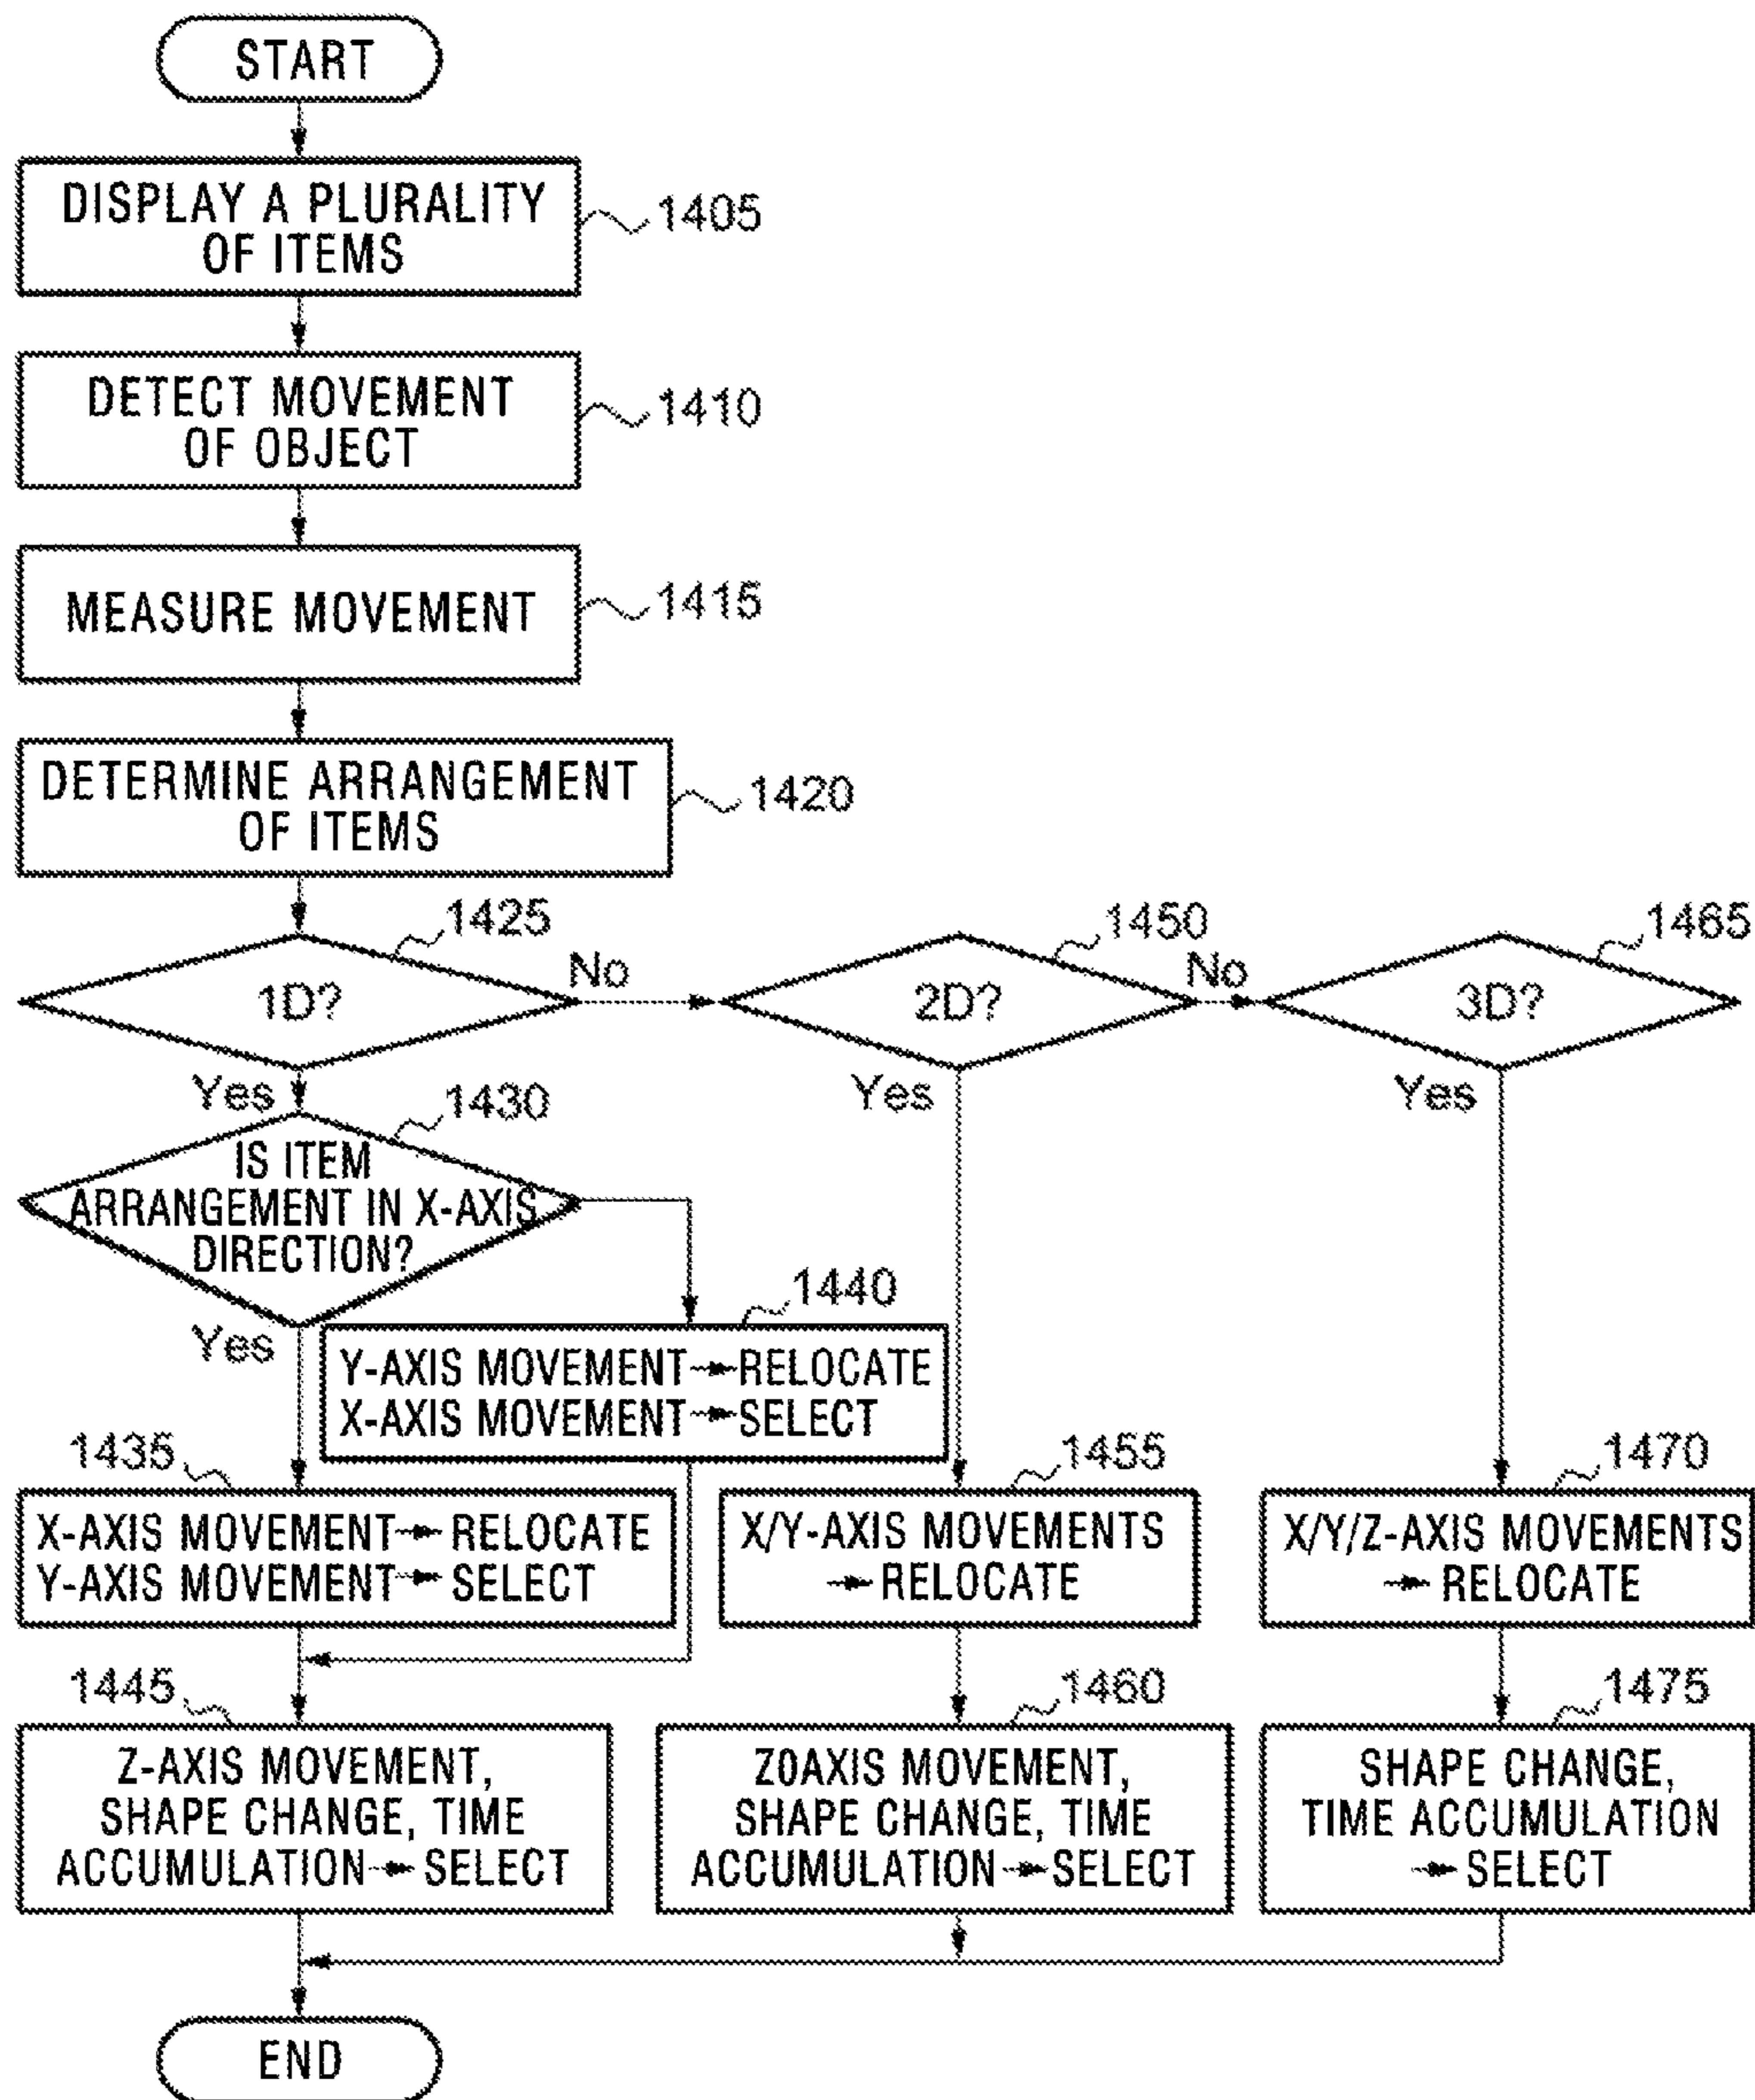 START
DISPLAY A PLURALITY
OF ITEMS
1405
DETECT MOVEMENT
OF OBJECT
1410
MEASURE MOVEMENT
1415
DETERMINE ARRANGEMENT
OF ITEMS
1420
1425
1D?
No
Yes
1450
2D?
No
Yes
1465
3D?
Yes
1430
IS ITEM
ARRANGEMENT IN X-AXIS
DIRECTION?
Yes
1440
Y-AXIS MOVEMENT→RELOCATE
X-AXIS MOVEMENT→SELECT
1435
X-AXIS MOVEMENT→RELOCATE
Y-AXIS MOVEMENT→SELECT
1455
X/Y-AXIS MOVEMENTS
→RELOCATE
1470
X/Y/Z-AXIS MOVEMENTS
→RELOCATE
1445
Z-AXIS MOVEMENT,
SHAPE CHANGE, TIME
ACCUMULATION→SELECT
1460
Z0AXIS MOVEMENT,
SHAPE CHANGE, TIME
ACCUMULATION→SELECT
1475
SHAPE CHANGE,
TIME ACCUMULATION
→SELECT
END